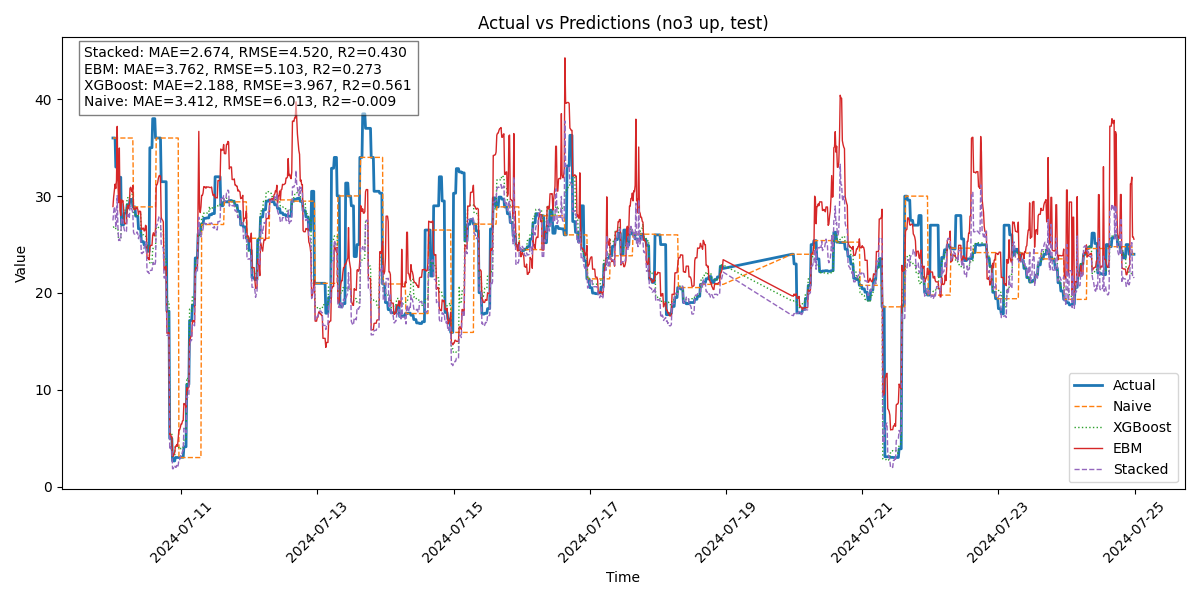 Actual vs Predictions (no3 up, test)
Stacked: MAE=2.674, RMSE=4.520, R2=0.430
EBM: MAE=3.762, RMSE=5.103, R2=0.273
XGBoost: MAE=2.188, RMSE=3.967, R2=0.561
Naive: MAE=3.412, RMSE=6.013, R2=-0.009
Value
40
30
20
10
0
Actual
Naive
XGBoost
EBM
Stacked
2024-07-11
2024-07-13
2024-07-15
2024-07-17
2024-07-19
2024-07-21
2024-07-23
2024-07-25
Time